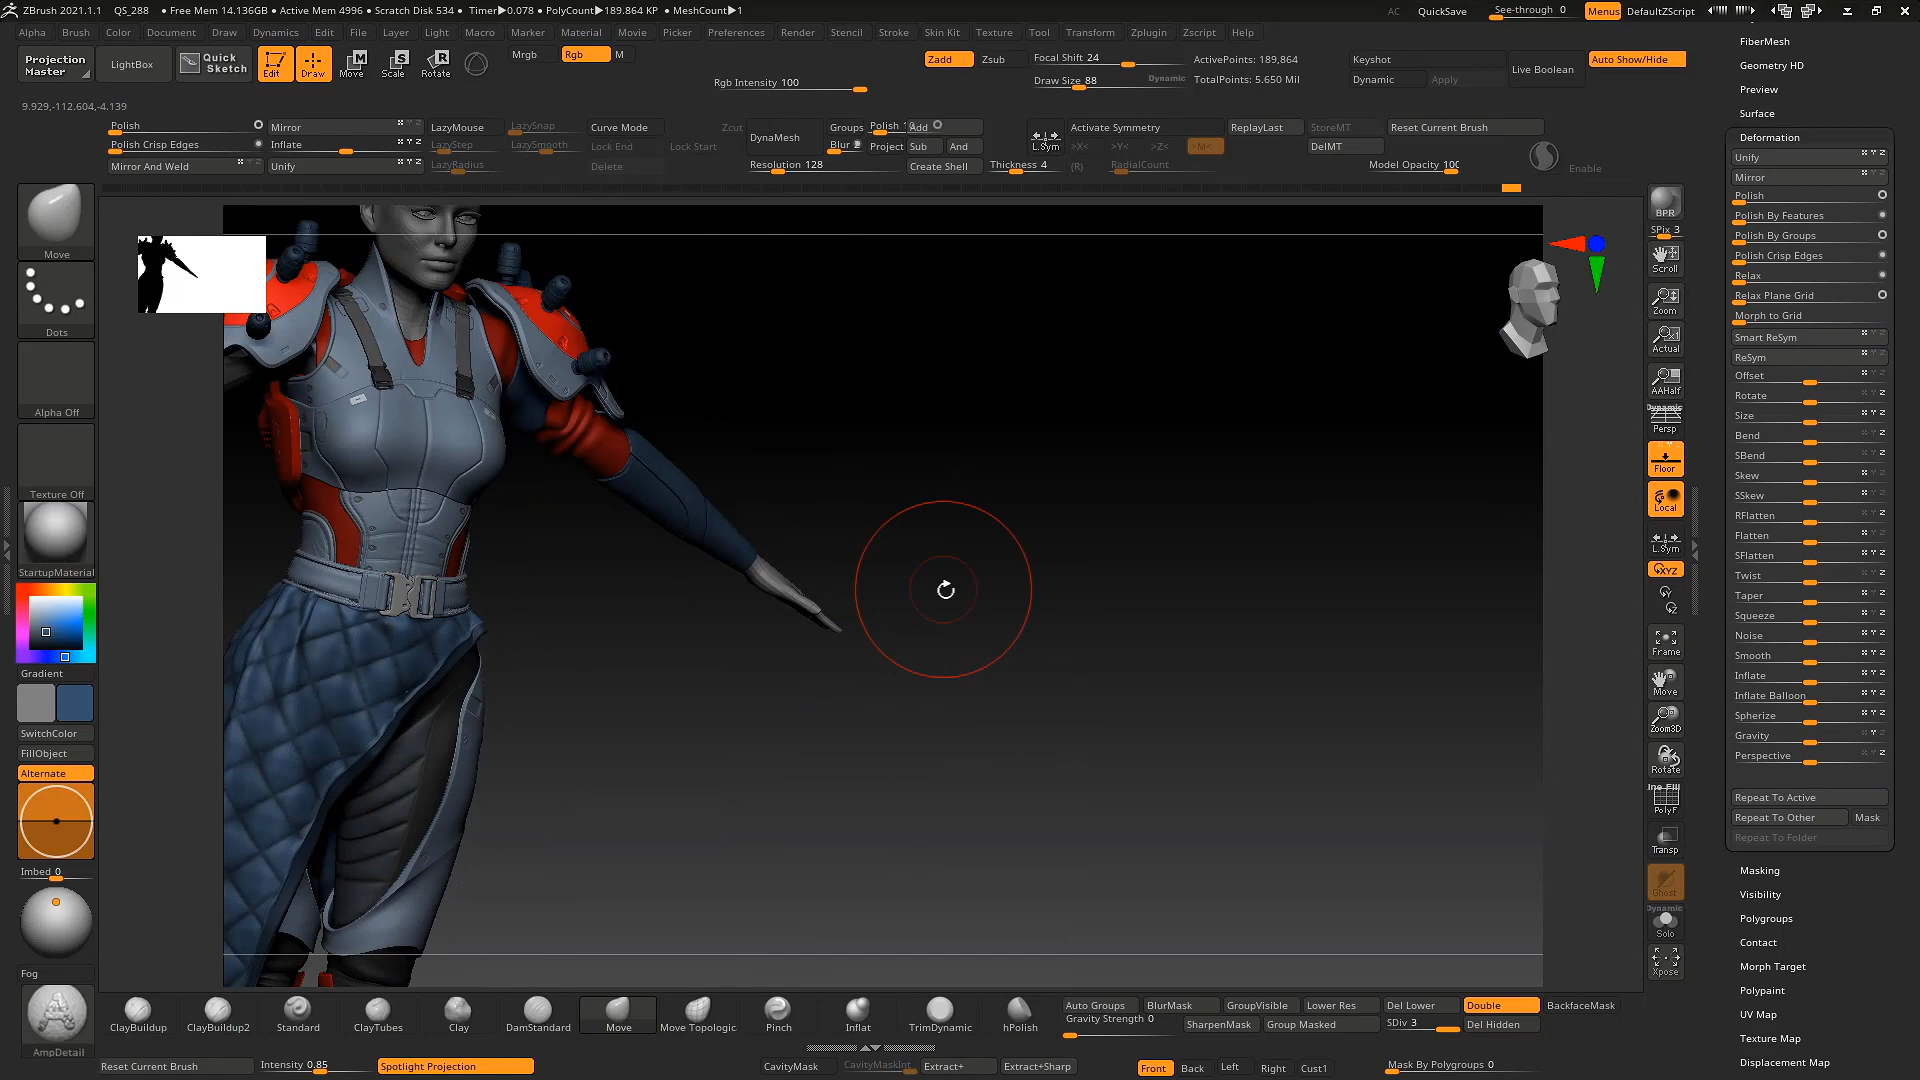 ZBrush 2021.1.1 QS_288 • Free Mem 14.136GB • Active Mem 4996 • Scratch Disk 534 • Timer▶0.078 • PolyCount▶189.864 KP • MeshCount▶1 AC QuickSave See-through 0 Menus DefaultZScript
Alpha Brush Color Document Draw Dynamics Edit File Layer Light Macro Marker Material Movie Picker Preferences Render Stencil Stroke Skin Kit Texture Tool Transform Zplugin Zscript Help
Projection
Master
LightBox
Quick
Sketch
Edit
Draw
Move
Scale
Rotate
Mrgb
Rgb
M
Rgb Intensity 100
Zadd
Zsub
Focal Shift 24
Draw Size 88
Dynamic
ActivePoints: 189,864
TotalPoints: 5.650 Mil
Keyshot
Dynamic
Apply
Live Boolean
Auto Show/Hide
9.929,-112.604,-4.139
Polish
Polish Crisp Edges
Mirror And Weld
Mirror
Inflate
Unify
LazyMouse
LazyStep
LazyRadius
LazySnap
LazySmooth
Curve Mode
Lock End
Delete
Zcut
Lock Start
DynaMesh
Resolution 128
Groups
Blur 2
Polish 10
Project
Add
Sub
And
Create Shell
Thickness 4
L.Sym
Activate Symmetry
>X<
>Y<
>Z<
>M<
(R)
RadialCount
ReplayLast
StoreMT
DelMT
Reset Current Brush
Model Opacity 100
Enable
Move
Dots
Alpha Off
Texture Off
StartupMaterial
Gradient
SwitchColor
FillObject
Alternate
Imbed 0
Fog
AmpDetail
BPR
SPix 3
Scroll
Zoom
Actual
AAHalf
Dynamic
Persp
Floor
Local
L.Sym
XYZ
Y
Z
Frame
Move
Zoom3D
Rotate
Line Fill
PolyF
Transp
Ghost
Dynamic
Solo
Xpose
FiberMesh
Geometry HD
Preview
Surface
Deformation
Unify
Mirror
Polish
Polish By Features
Polish By Groups
Polish Crisp Edges
Relax
Relax Plane Grid
Morph to Grid
Smart ReSym
ReSym
Offset
Rotate
Size
Bend
SBend
Skew
SSkew
RFlatten
Flatten
SFlatten
Twist
Taper
Squeeze
Noise
Smooth
Inflate
Inflate Balloon
Spherize
Gravity
Perspective
Repeat To Active
Repeat To Other Mask
Repeat To Folder
Masking
Visibility
Polygroups
Contact
Morph Target
Polypaint
UV Map
Texture Map
Displacement Map
ClayBuildup ClayBuildup2 Standard ClayTubes Clay DamStandard Move Move Topologic Pinch Inflat TrimDynamic hPolish
Auto Groups BlurMask GroupVisible Lower Res Del Lower Double BackfaceMask
Gravity Strength 0 SharpenMask Group Masked SDiv 3 Del Hidden
Reset Current Brush Intensity 0.85 Spotlight Projection CavityMask CavityMaskInt Extract+ Extract+Sharp Front Back Left Right Cust1 Mask By Polygroups 0